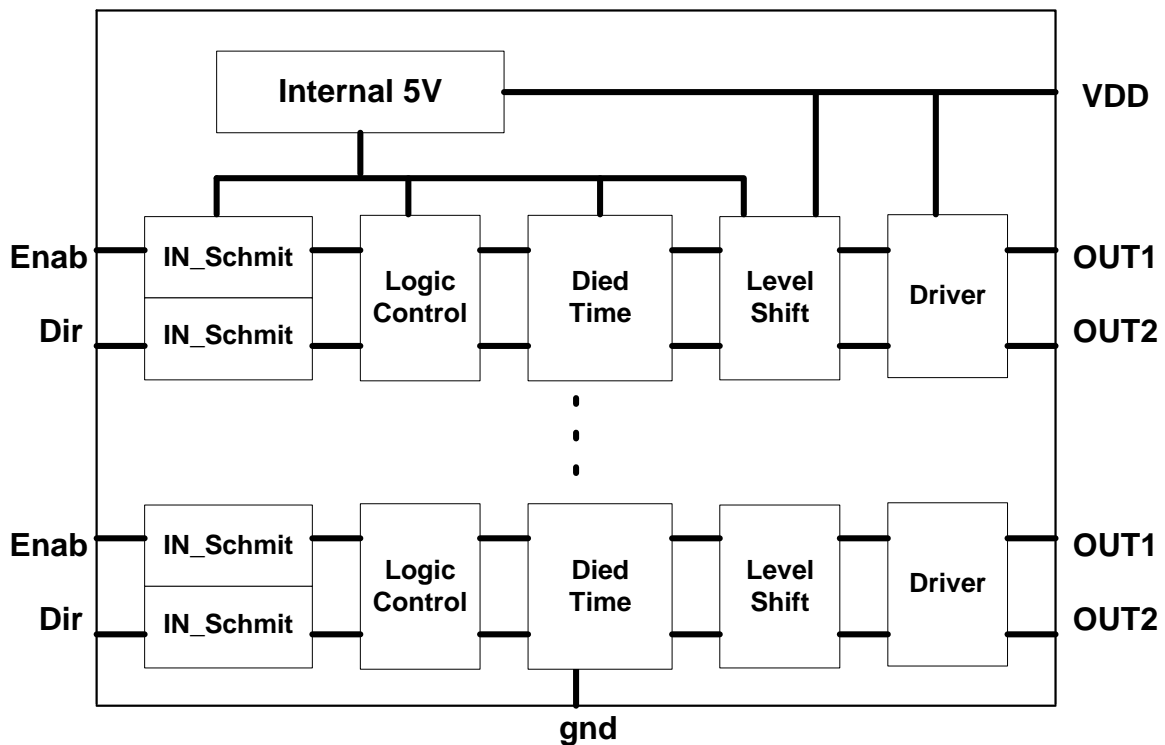 Internal 5V
VDD
Enab
IN_Schmit
Logic
Control
Died
Time
Level
Shift
Driver
OUT1
Dir
IN_Schmit
OUT2
Enab
IN_Schmit
Logic
Control
Died
Time
Level
Shift
Driver
OUT1
Dir
IN_Schmit
OUT2
gnd